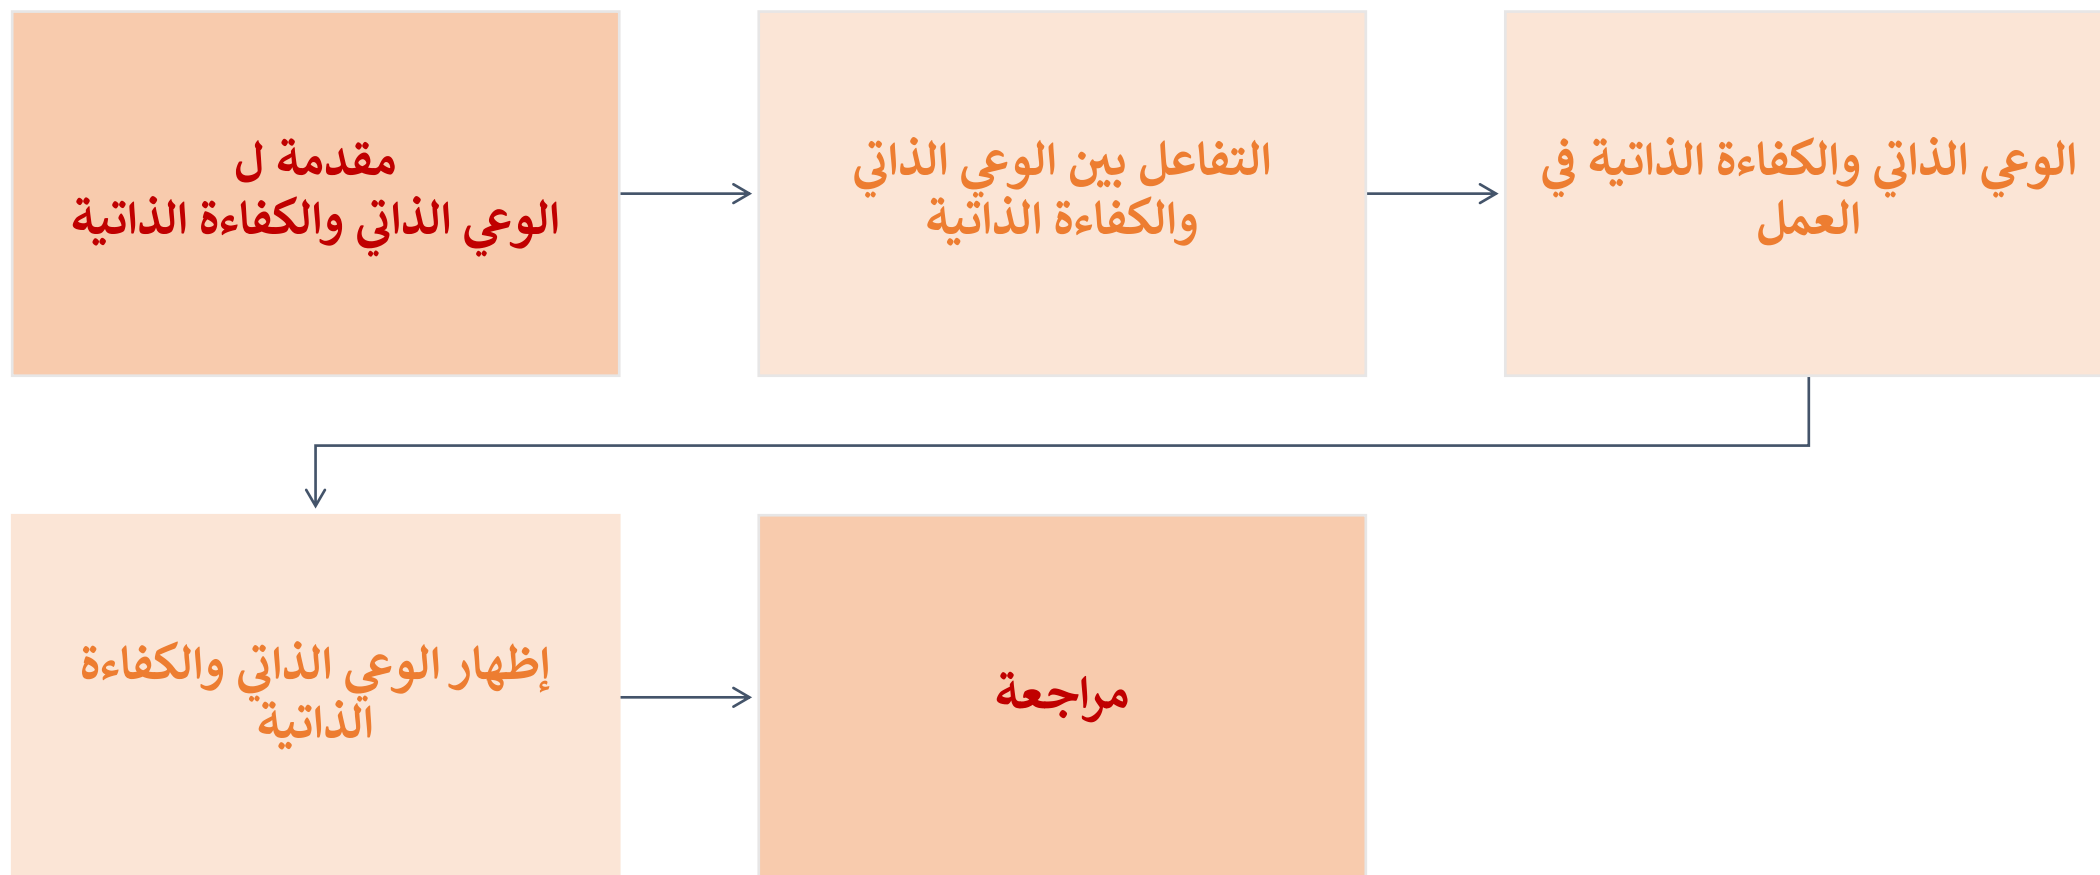 مقدمة ل
الوعي الذاتي والكفاءة الذاتية
التفاعل بين الوعي الذاتي
والكفاءة الذاتية
الوعي الذاتي والكفاءة الذاتية في
العمل
إظهار الوعي الذاتي والكفاءة
الذاتية
مراجعة